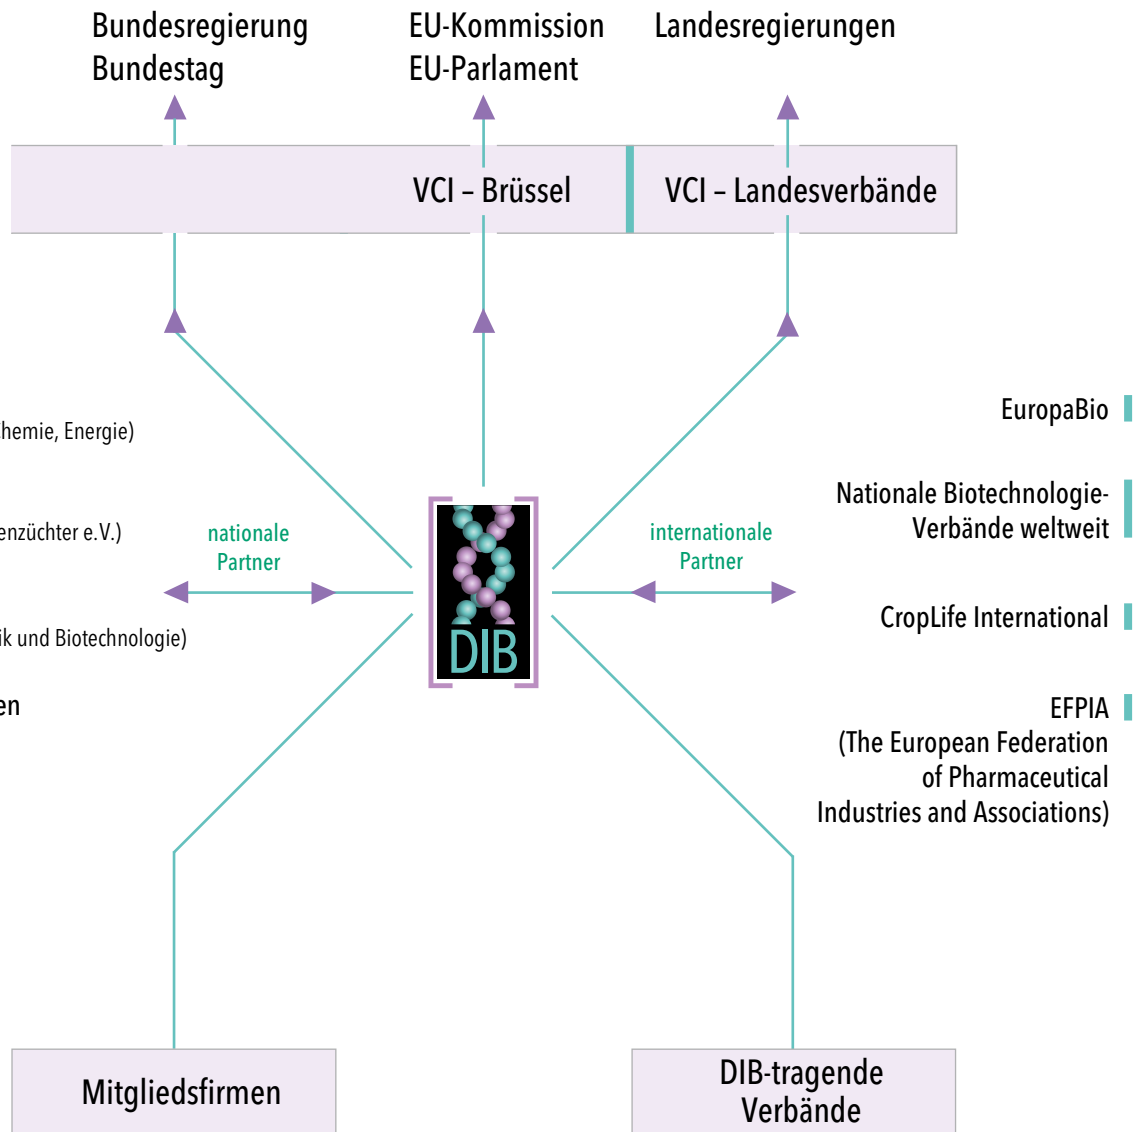 Bundesregierung
Bundestag
EU-Kommission
EU-Parlament
Landesregierungen
VCI – Brüssel
VCI – Landesverbände
Chemie, Energie)
enzüchter e.V.)
ik und Biotechnologie)
en
nationale
Partner
DIB
internationale
Partner
EuropaBio
Nationale Biotechnologie-
Verbände weltweit
CropLife International
EFPIA
(The European Federation
of Pharmaceutical
Industries and Associations)
Mitgliedsfirmen
DIB-tragende
Verbände